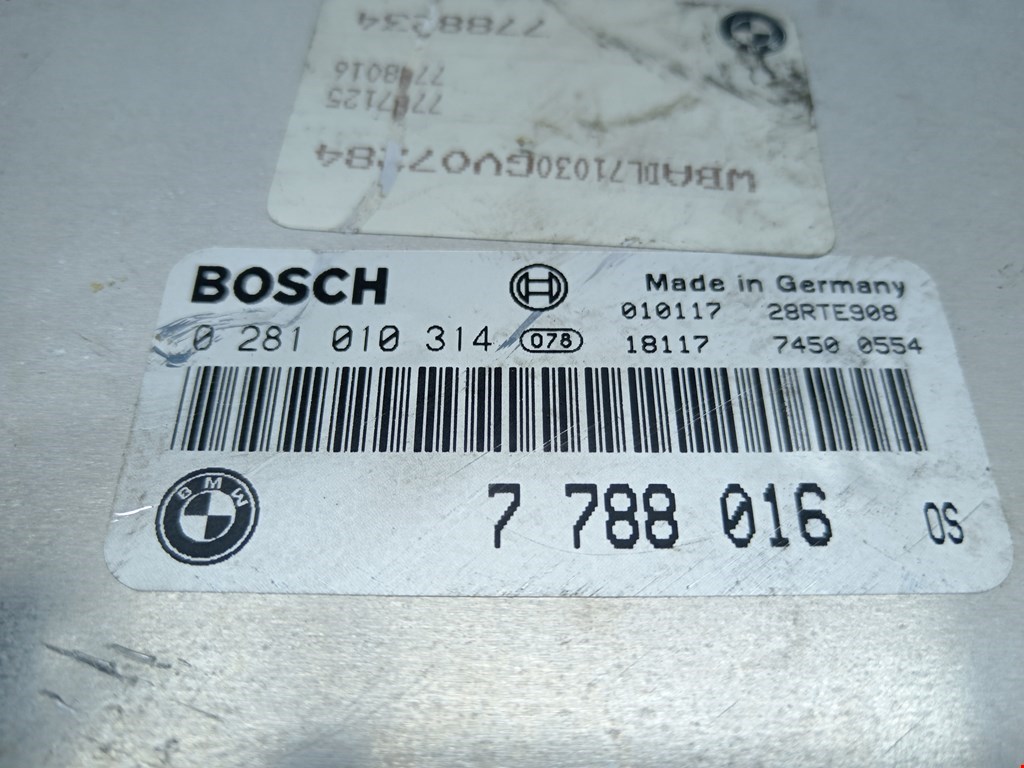 7788234
7788016
7787125
BOSCH
Made in Germany
010117 28RTE908
0 281 010 314 078 18117 7450 0554
BMW
7 788 016 OS